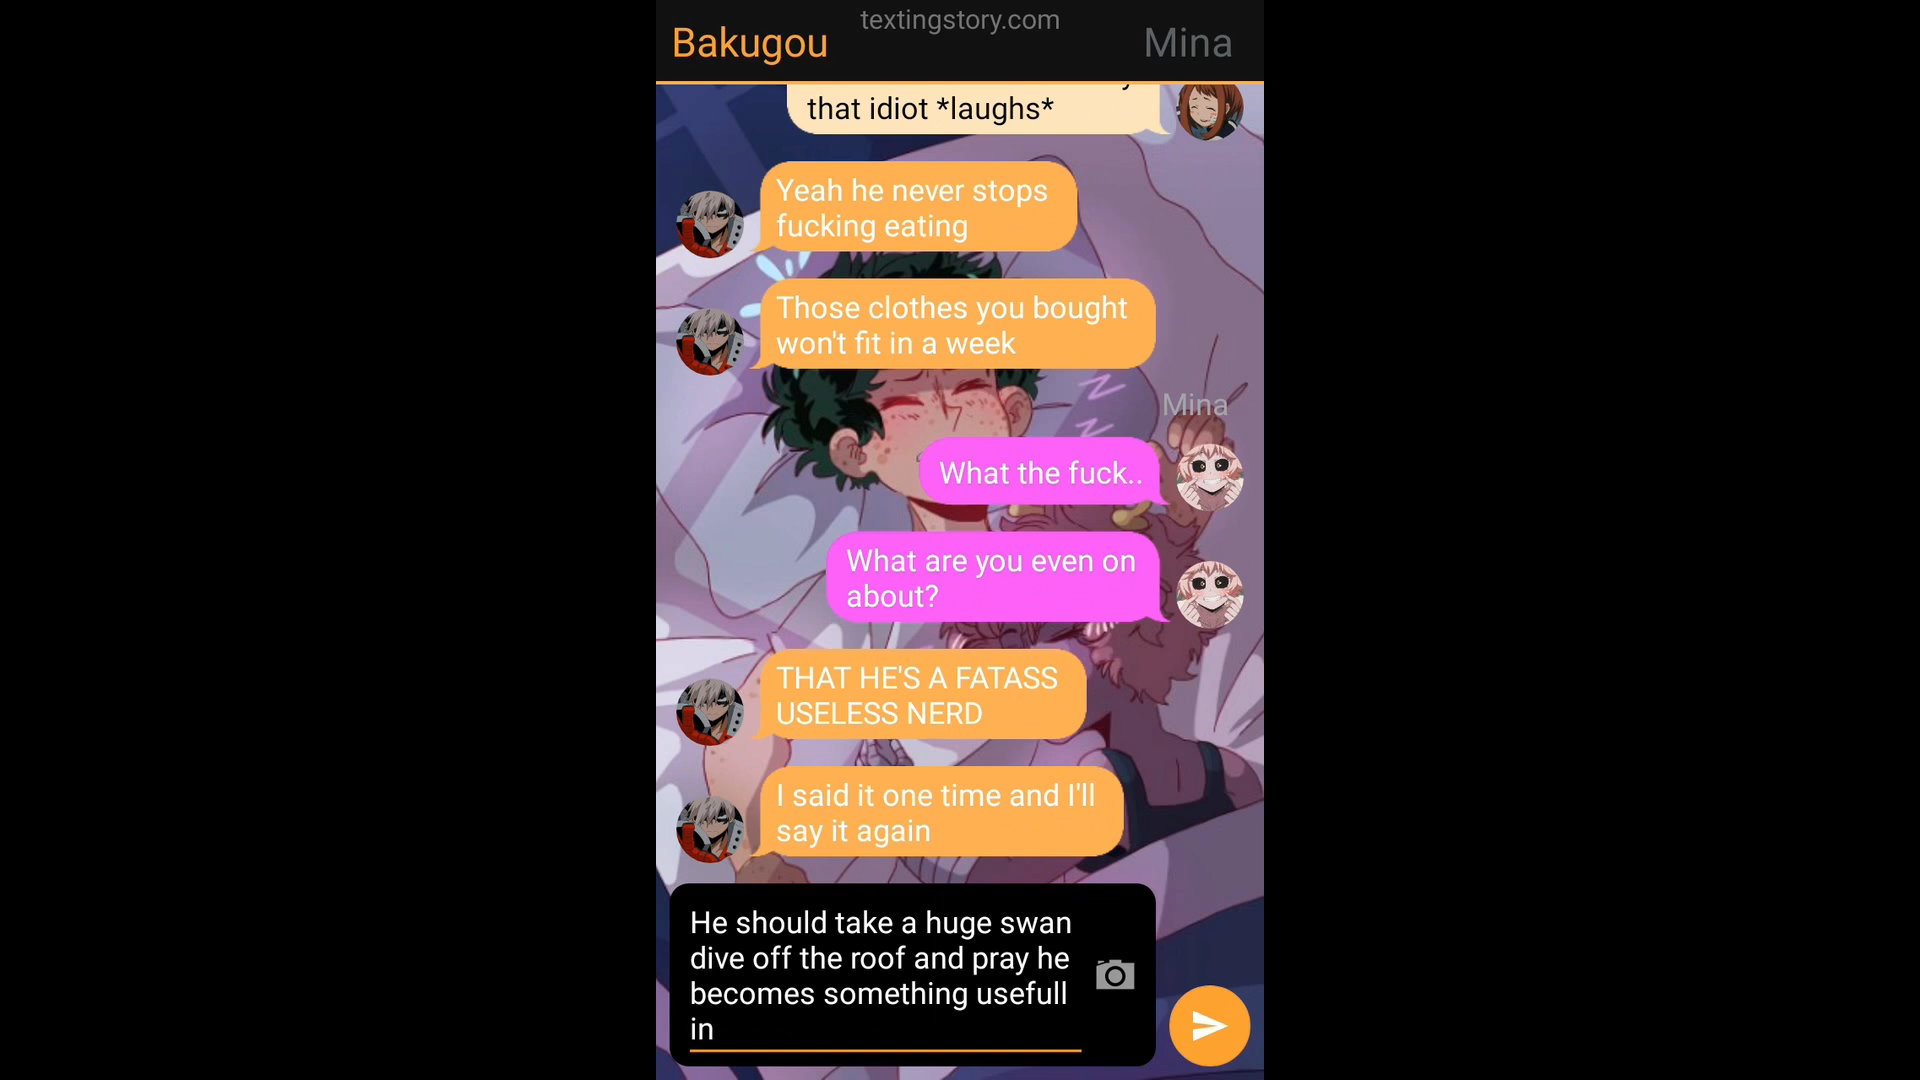 textingstory.com
Bakugou
Mina
that idiot *laughs*
Yeah he never stops
fucking eating
Those clothes you bought
won't fit in a week
Mina
What the fuck..
What are you even on
about?
THAT HE'S A FATASS
USELESS NERD
I said it one time and I'll
say it again
He should take a huge swan
dive off the roof and pray he
becomes something usefull
in